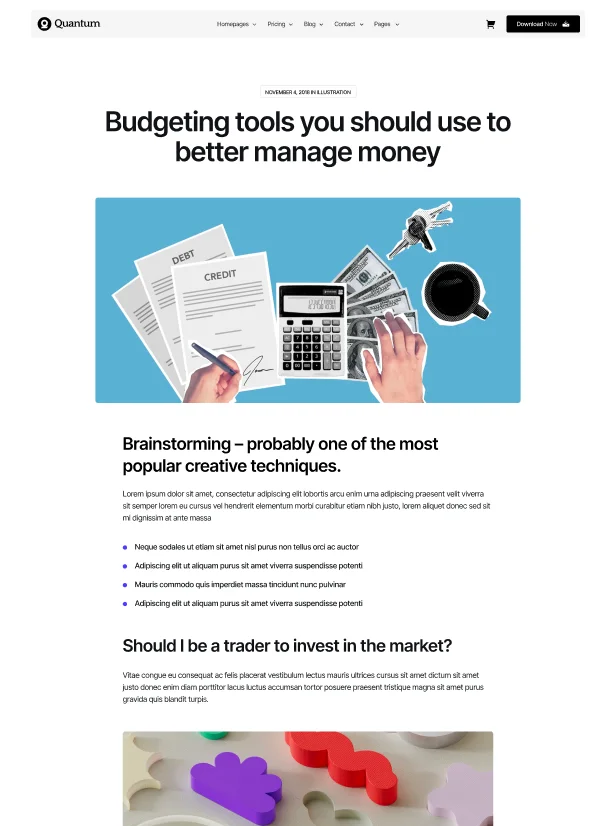 Quantum
Homepages Pricing Blog Contact Pages
Download Now
NOVEMBER 4, 2018 IN ILLUSTRATION
Budgeting tools you should use to
better manage money
DEBT
CREDIT
Brainstorming – probably one of the most
popular creative techniques.
Lorem ipsum dolor sit amet, consectetur adipiscing elit lobortis arcu enim urna adipiscing praesent velit viverra
sit semper lorem eu cursus vel hendrerit elementum morbi curabitur etiam nibh justo, lorem aliquet donec sed sit
mi dignissim at ante massa
Neque sodales ut etiam sit amet nisl purus non tellus orci ac auctor
Adipiscing elit ut aliquam purus sit amet viverra suspendisse potenti
Mauris commodo quis imperdiet massa tincidunt nunc pulvinar
Adipiscing elit ut aliquam purus sit amet viverra suspendisse potenti
Should I be a trader to invest in the market?
Vitae congue eu consequat ac felis placerat vestibulum lectus mauris ultrices cursus sit amet dictum sit amet
justo donec enim diam porttitor lacus luctus accumsan tortor posuere praesent tristique magna sit amet purus
gravida quis blandit turpis.